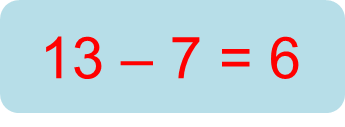 13 – 7 = 6